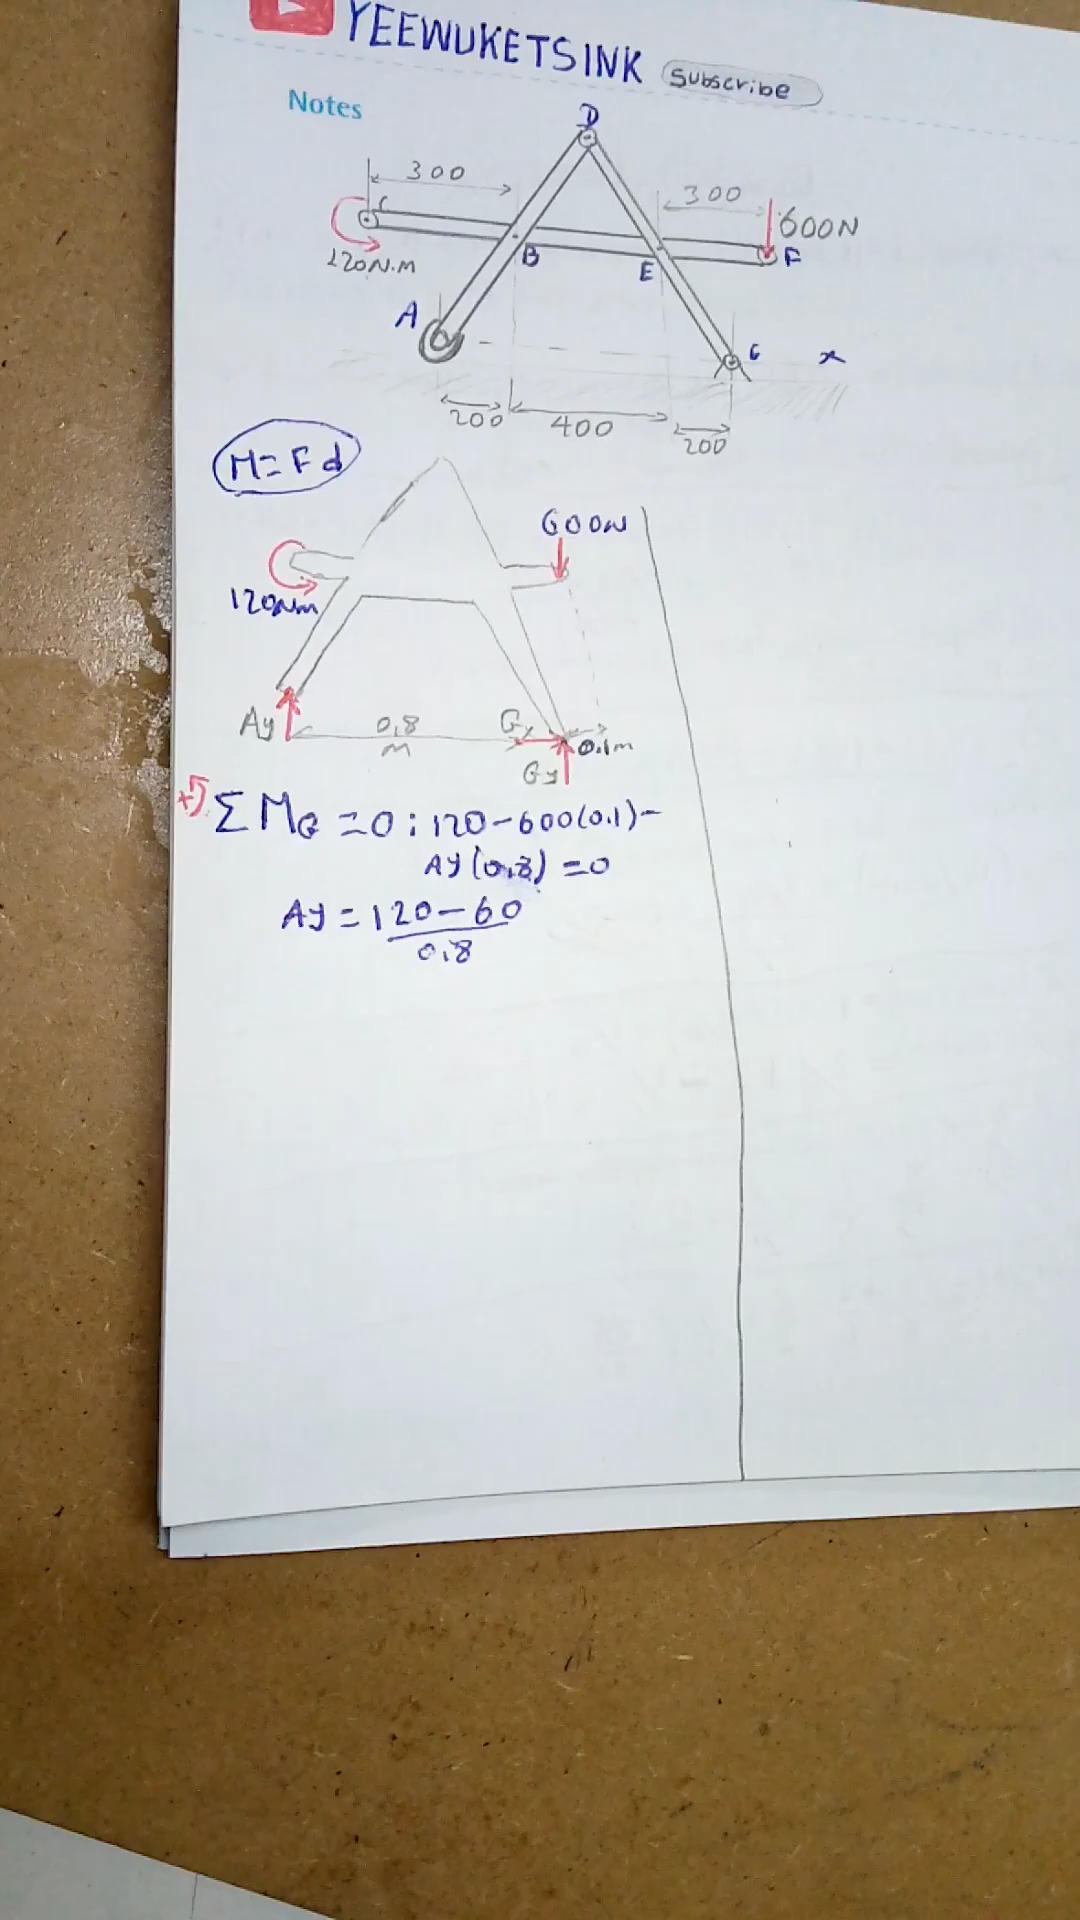 YEEWUKETSINK
Subscribe
Notes
D
300
300
C
600N
120N.M
B
E
F
A
G
x
200
400
200
M=Fd
600N
120Nm
Ay
0,8
m
Gx
0.1m
Gy
+) ΣMG=0:120-600(0.1)-
Ay(0.8)=0
Ay=120-60
0.8